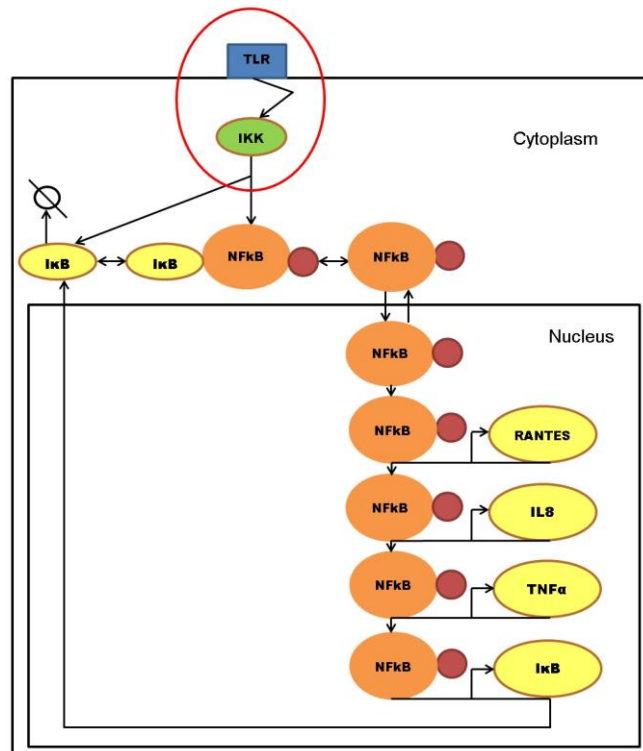 TLR
IKK
Cytoplasm
IκB
IκB
NFkB
NFkB
Nucleus
NFkB
NFkB
RANTES
NFkB
IL8
NFkB
TNFα
NFkB
IκB